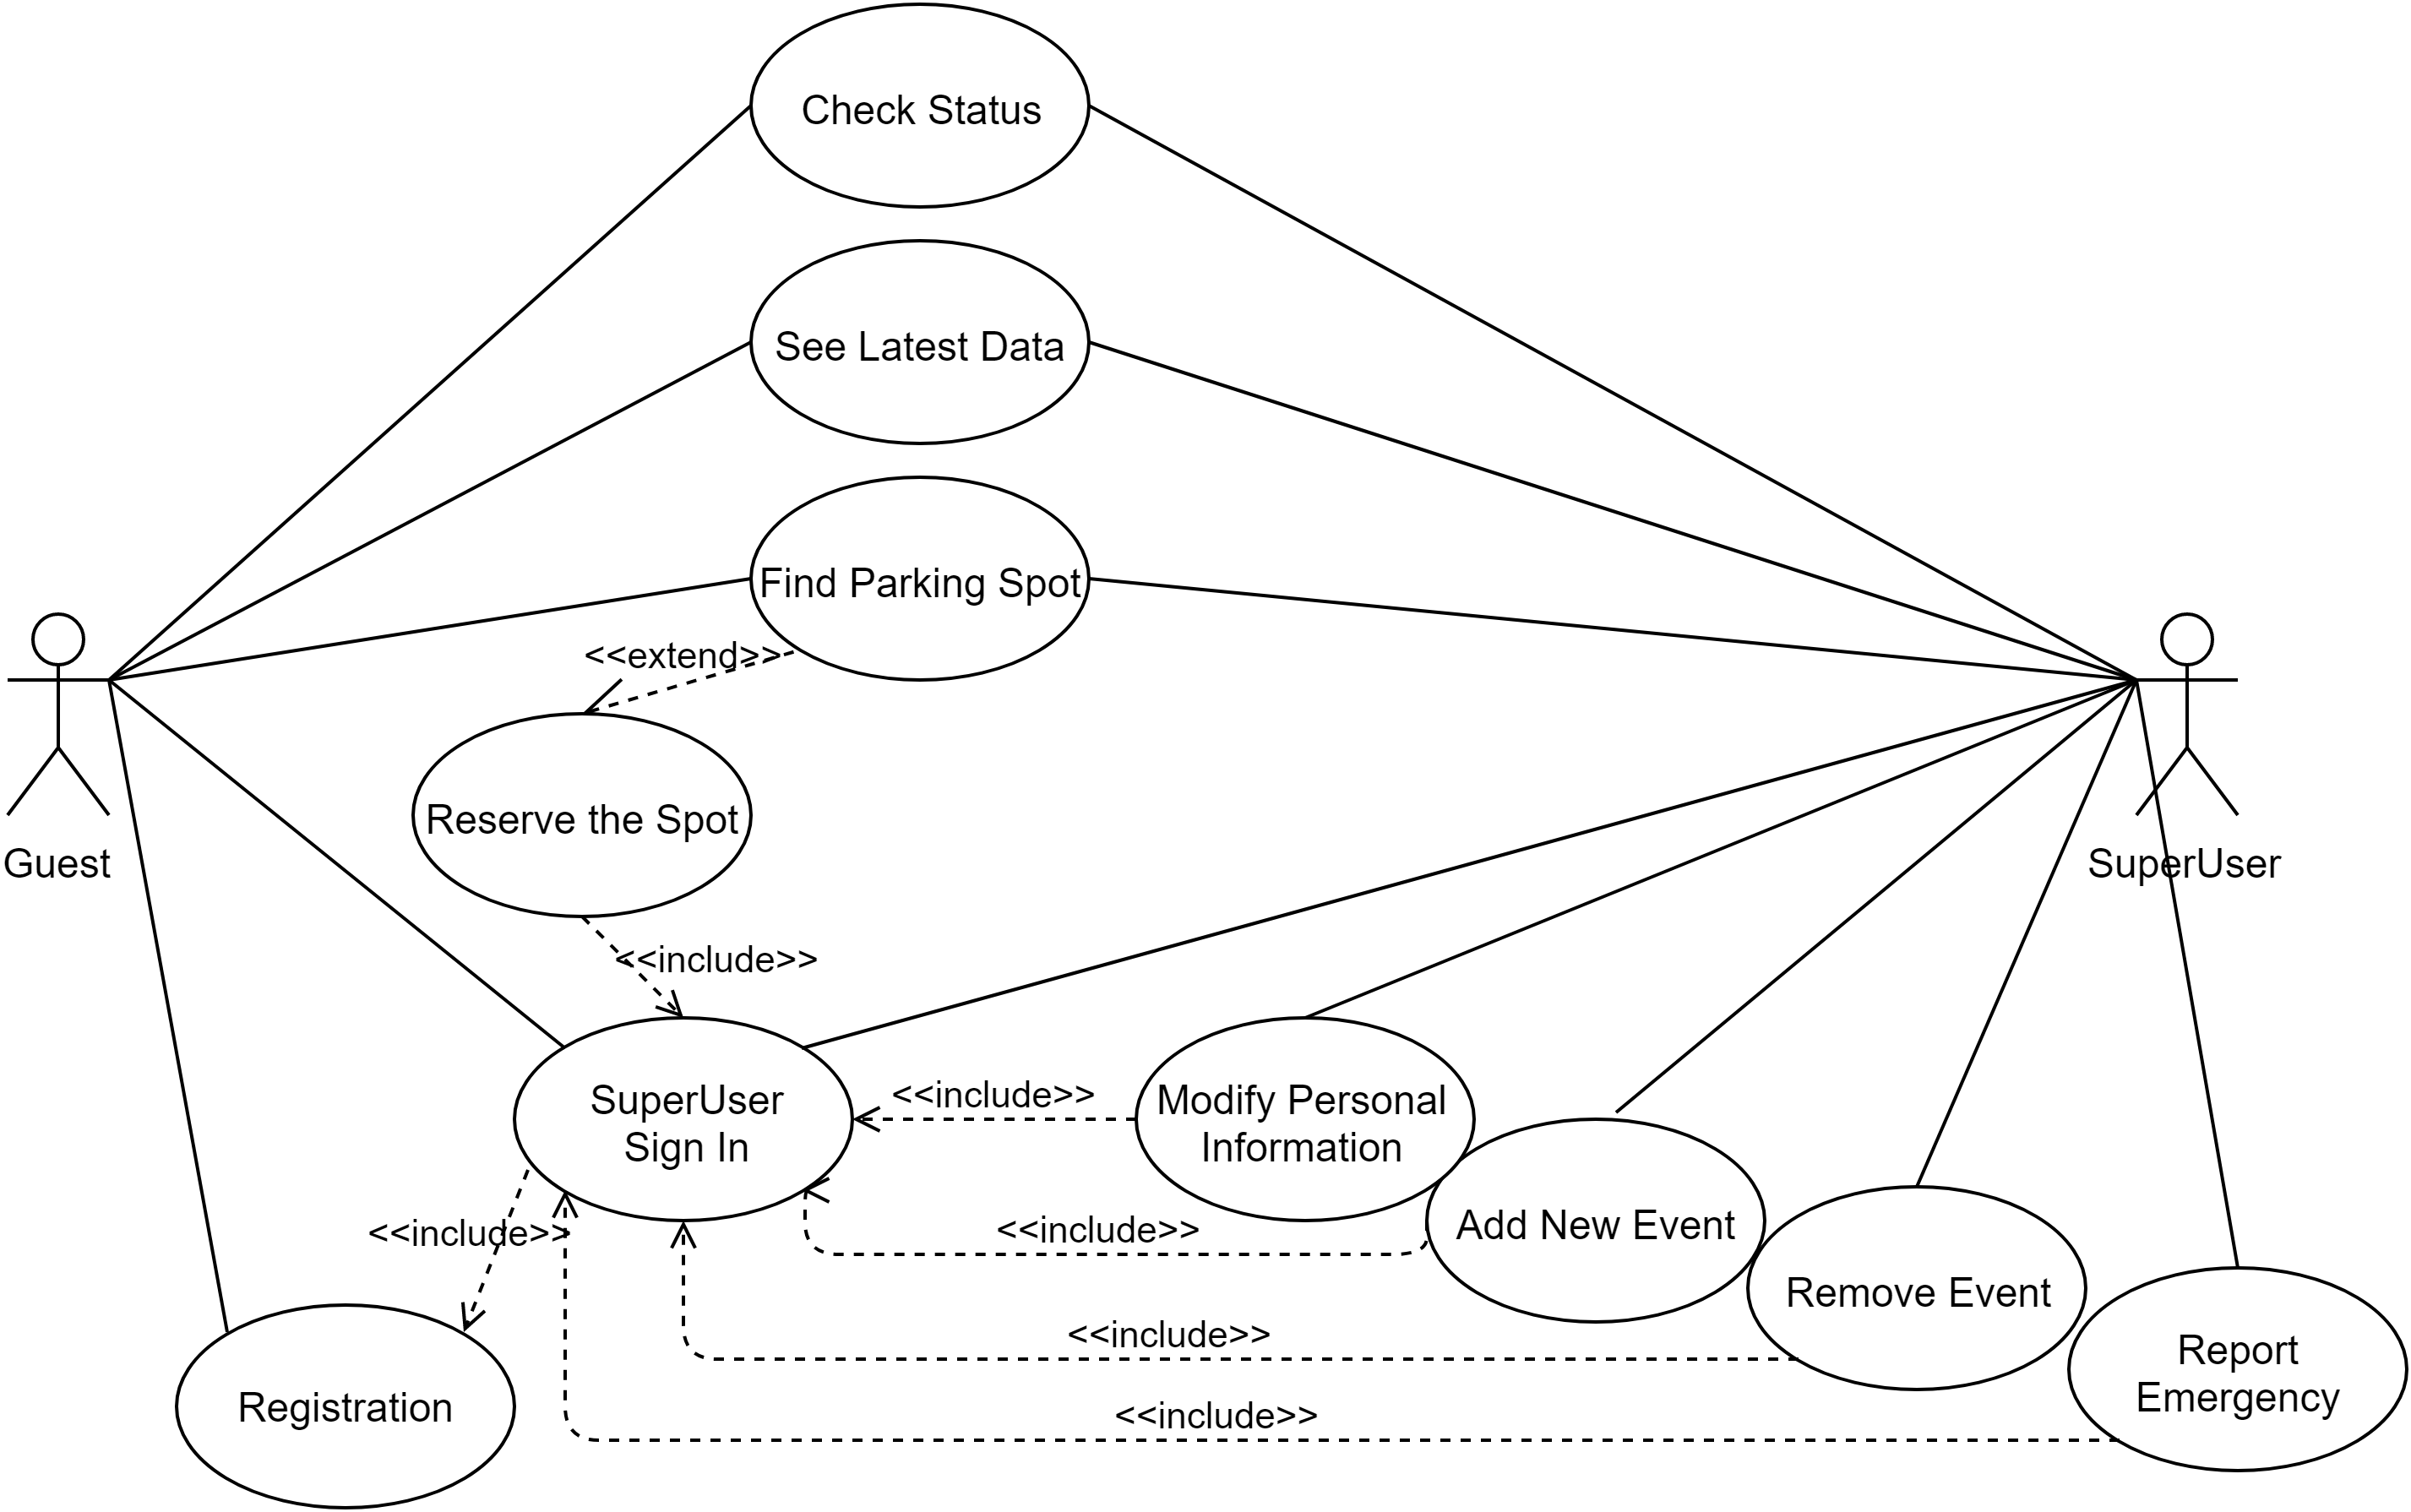 Check Status
See Latest Data
Find Parking Spot
<<extend>>
Reserve the Spot
Guest
SuperUser
<<include>>
SuperUser
Sign In
<<include>>
Modify Personal
Information
<<include>>
<<include>>
Add New Event
Remove Event
<<include>>
Report
Emergency
Registration
<<include>>